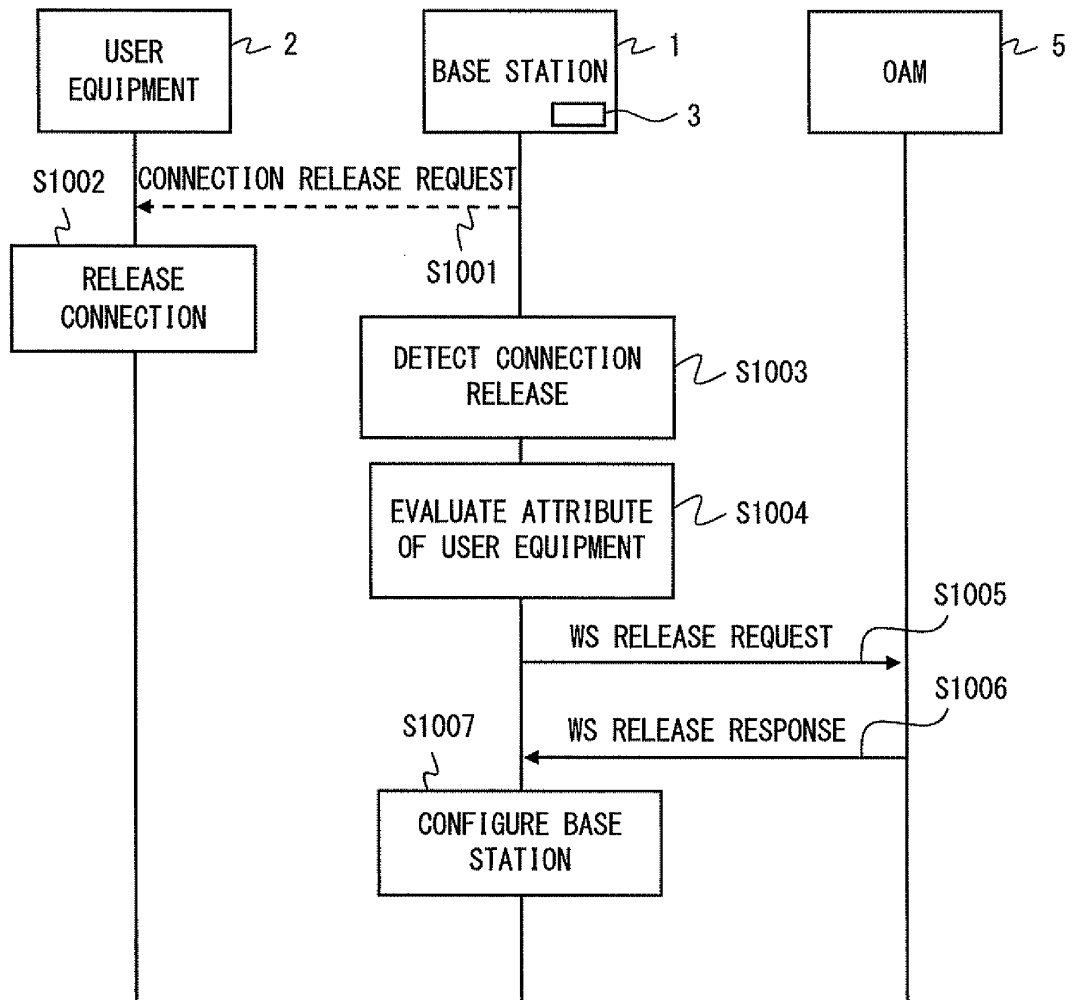 USER
EQUIPMENT
2
BASE STATION
1
3
OAM
5
CONNECTION RELEASE REQUEST
S1001
S1002
RELEASE
CONNECTION
DETECT CONNECTION
RELEASE
S1003
EVALUATE ATTRIBUTE
OF USER EQUIPMENT
S1004
WS RELEASE REQUEST
S1005
WS RELEASE RESPONSE
S1006
S1007
CONFIGURE BASE
STATION